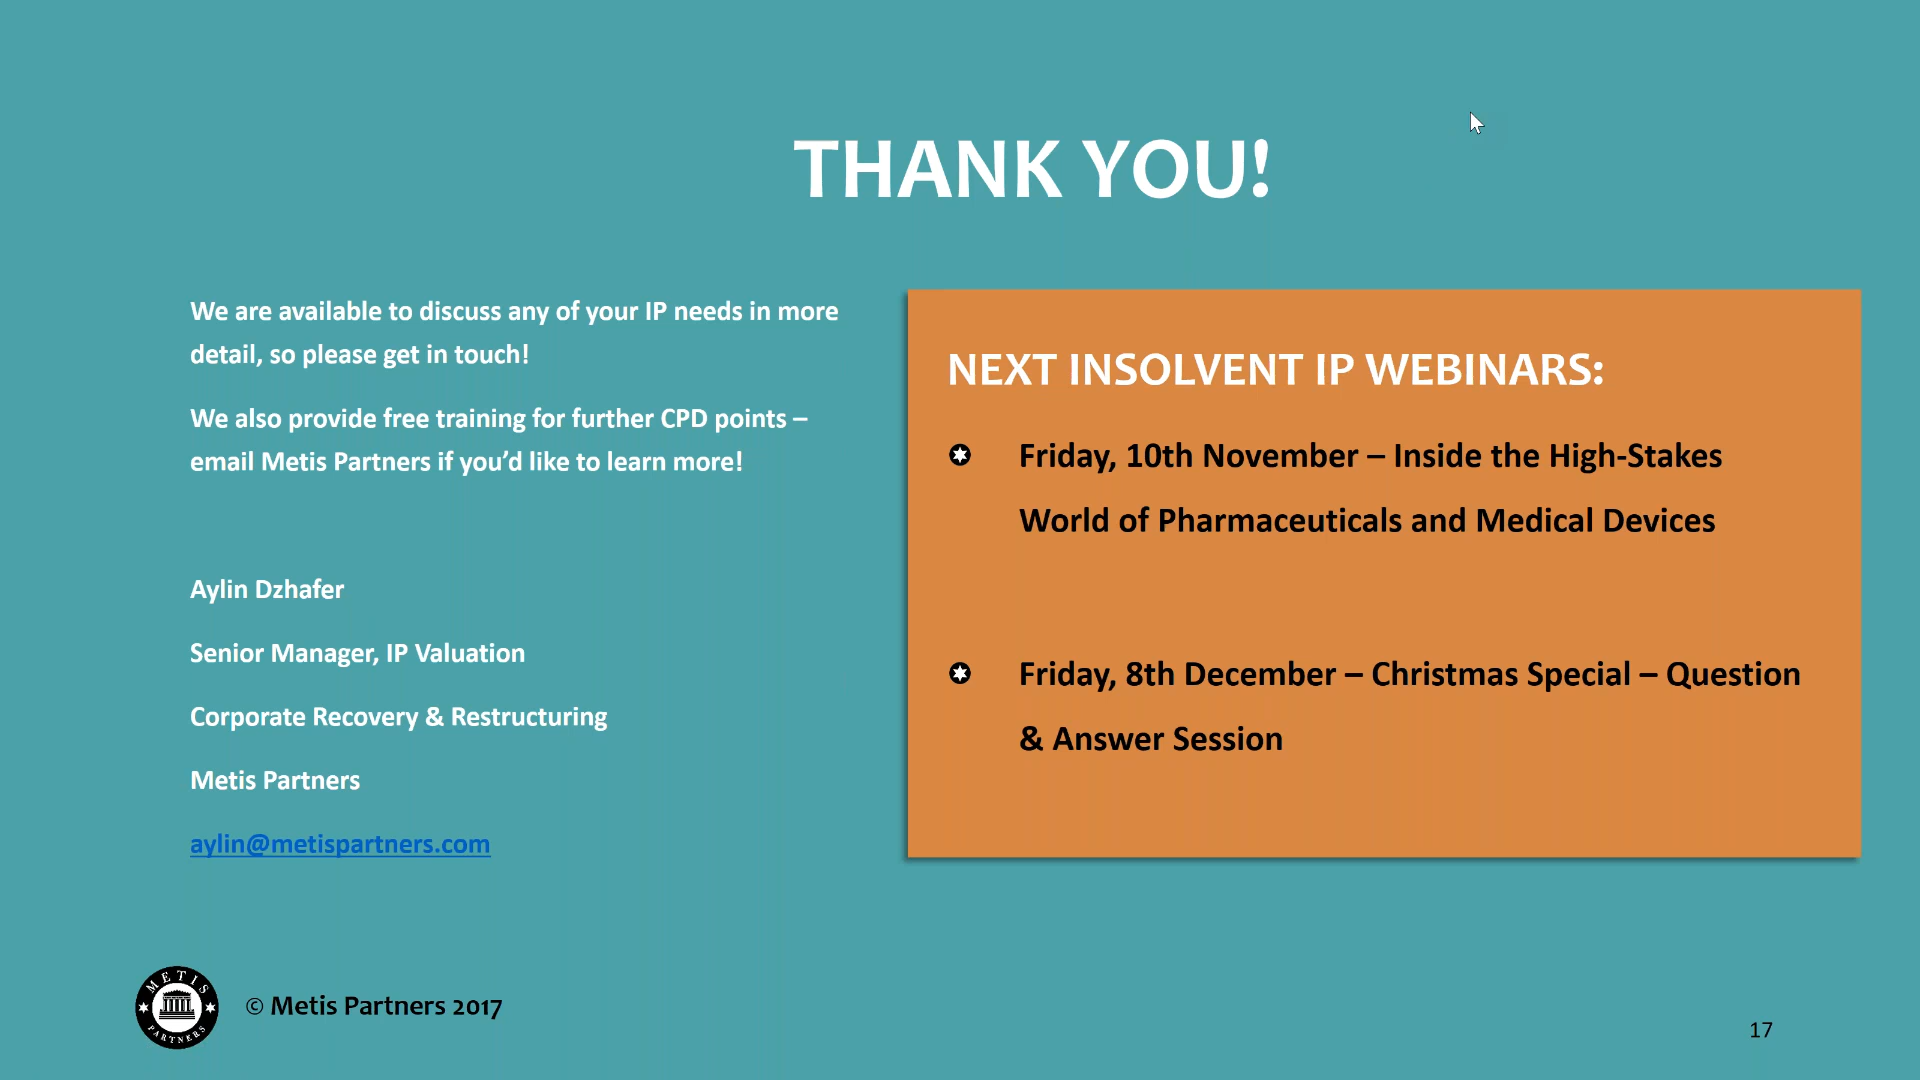 THANK YOU!
We are available to discuss any of your IP needs in more
detail, so please get in touch!
We also provide free training for further CPD points –
email Metis Partners if you’d like to learn more!
Aylin Dzhafer
Senior Manager, IP Valuation
Corporate Recovery & Restructuring
Metis Partners
aylin@metispartners.com
NEXT INSOLVENT IP WEBINARS:
Friday, 10th November – Inside the High-Stakes
World of Pharmaceuticals and Medical Devices
Friday, 8th December – Christmas Special – Question
& Answer Session
METIS
PARTNERS
© Metis Partners 2017
17